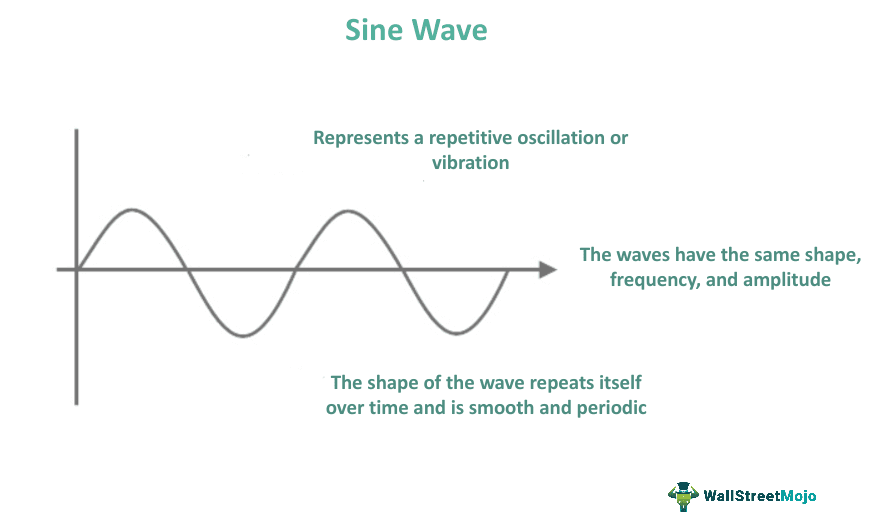 Sine Wave
Represents a repetitive oscillation or
vibration
The waves have the same shape,
frequency, and amplitude
The shape of the wave repeats itself
over time and is smooth and periodic
WallStreetMojo